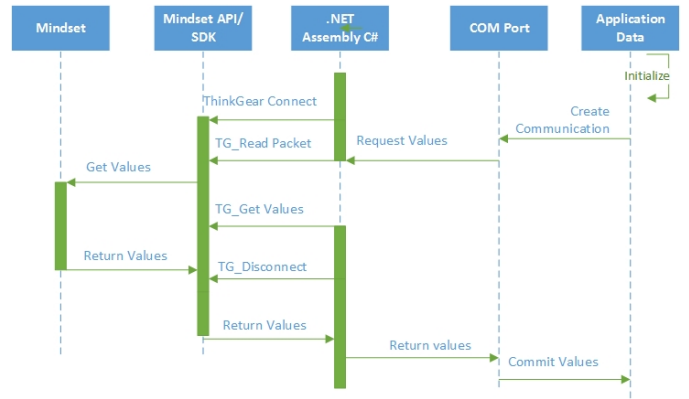 Mindset
Mindset API/
SDK
.NET
Assembly C#
COM Port
Application
Data
Initialize
ThinkGear Connect
Create
Communication
TG_Read Packet
Request Values
Get Values
TG_Get Values
Return Values
TG_Disconnect
Return Values
Return values
Commit Values